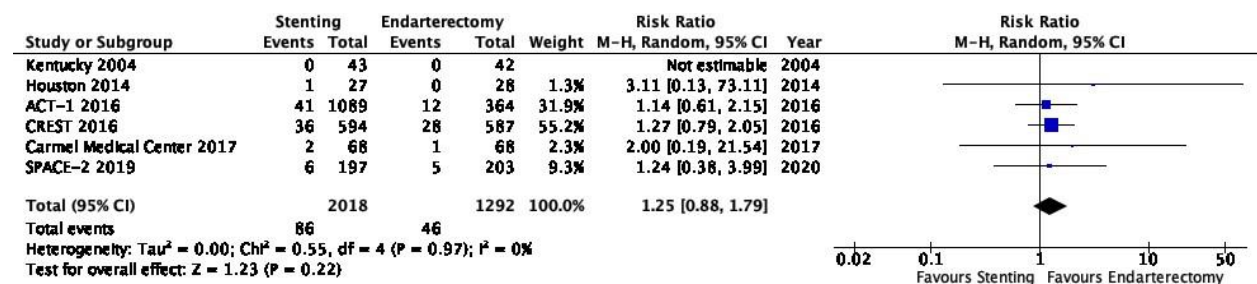 Stenting Endarterectomy Risk Ratio Risk Ratio
Study or Subgroup Events Total Events Total Weight M-H, Random, 95% CI Year M-H, Random, 95% CI
Kentucky 2004 0 43 0 42 Not estimable 2004
Houston 2014 1 27 0 28 1.3% 3.11 [0.13, 73.11] 2014
ACT-1 2016 41 1089 12 364 31.9% 1.14 [0.61, 2.15] 2016
CREST 2016 36 594 28 587 55.2% 1.27 [0.79, 2.05] 2016
Carmel Medical Center 2017 2 68 1 68 2.3% 2.00 [0.19, 21.54] 2017
SPACE-2 2019 6 197 5 203 9.3% 1.24 [0.38, 3.99] 2020
Total (95% CI) 2018 1292 100.0% 1.25 [0.88, 1.79]
Total events 86 46
Heterogeneity: Tau² = 0.00; Chi² = 0.55, df = 4 (P = 0.97); I² = 0%
Test for overall effect: Z = 1.23 (P = 0.22)
0.02 0.1 1 10 50
Favours Stenting Favours Endarterectomy